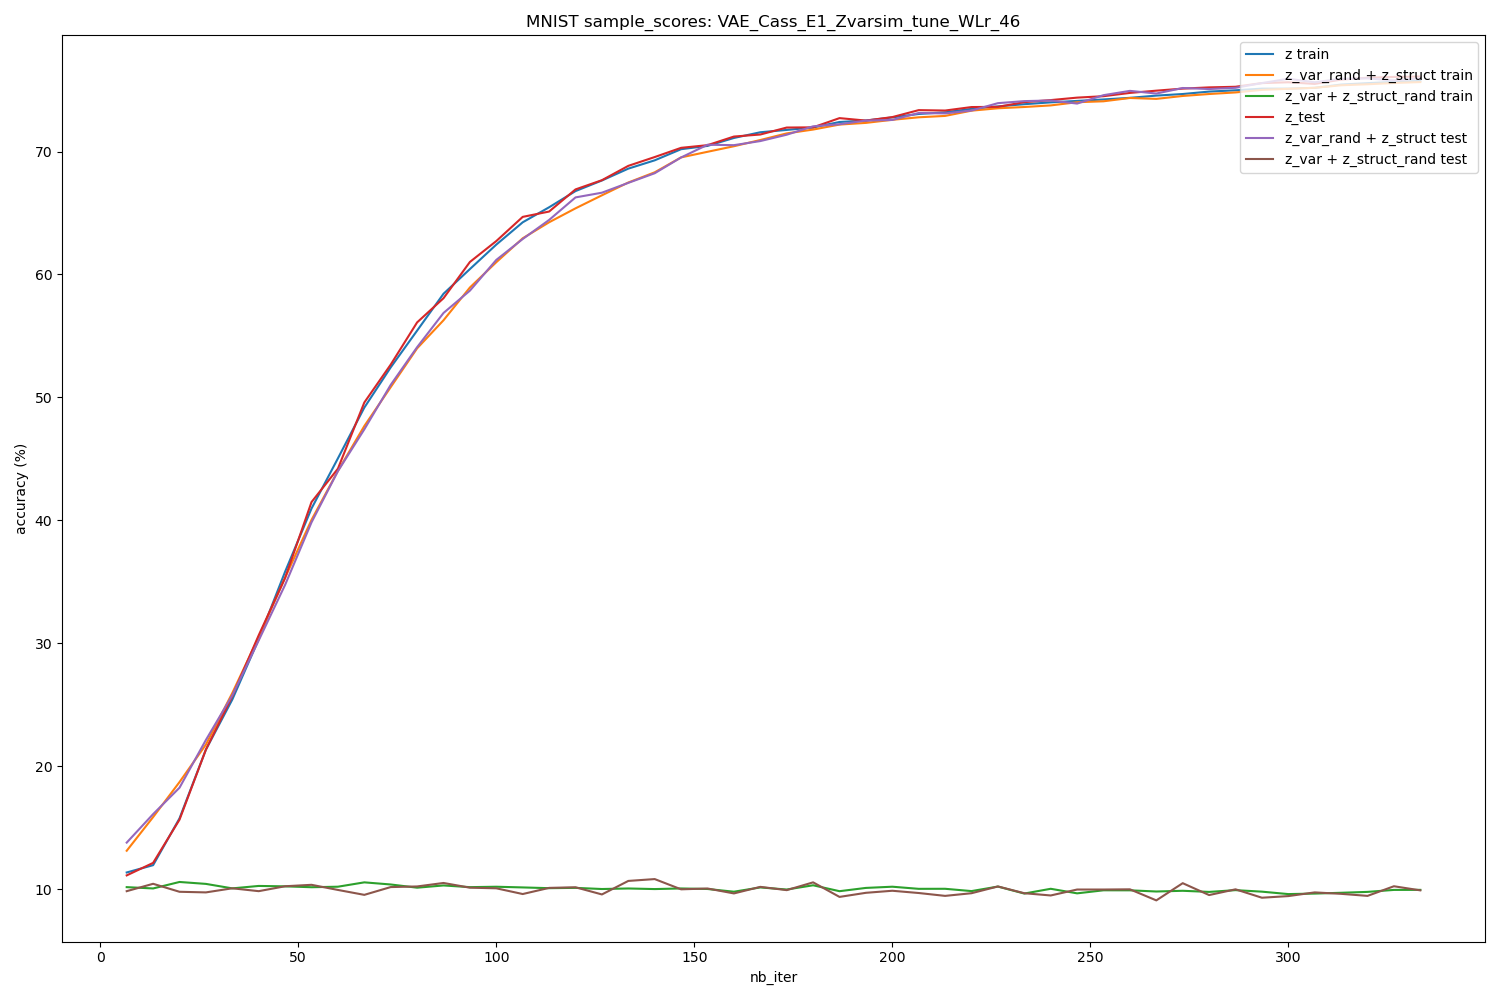 MNIST sample_scores: VAE_Cass_E1_Zvarsim_tune_WLr_46
z train
z_var_rand + z_struct train
z_var + z_struct_rand train
z_test
z_var_rand + z_struct test
z_var + z_struct_rand test
accuracy (%)
70
60
50
40
30
20
10
0 50 100 150 200 250 300
nb_iter